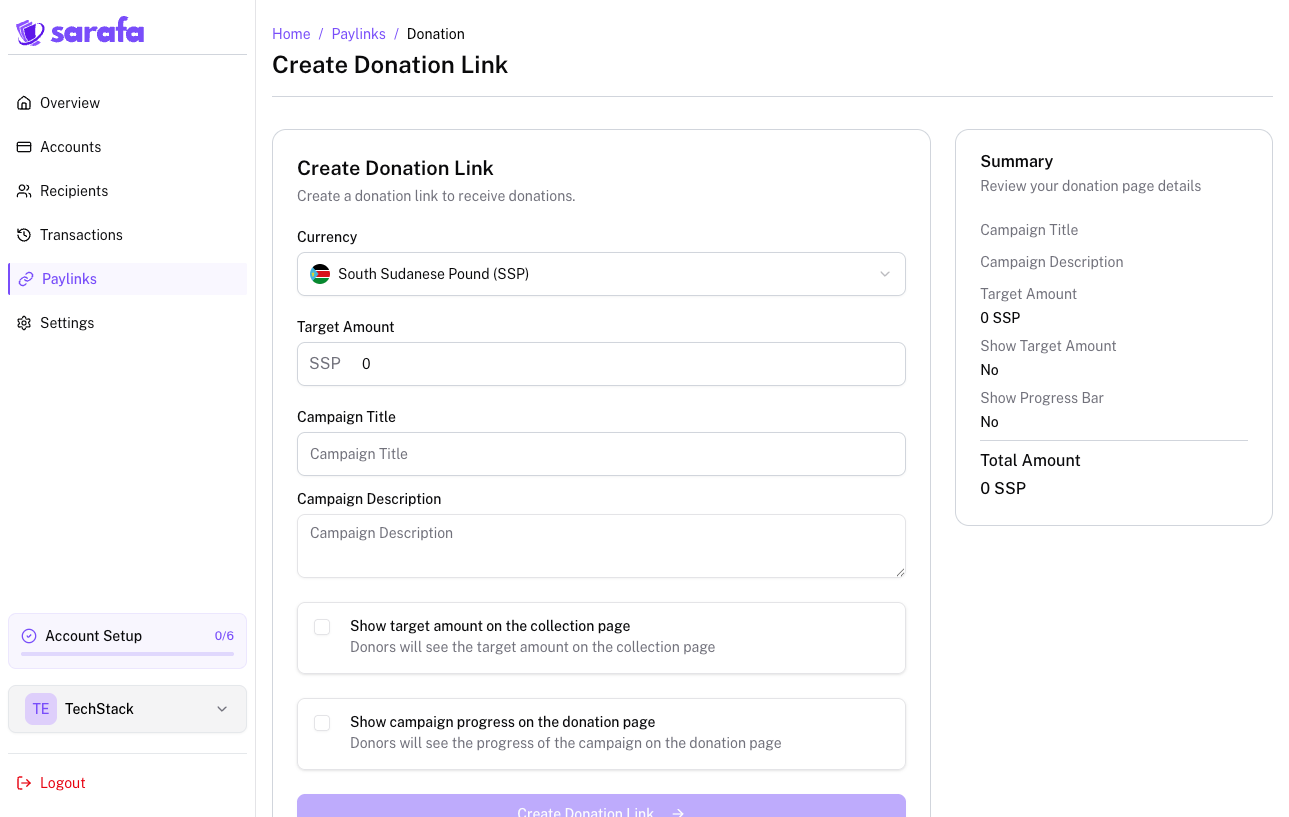 sarafa
Overview
Accounts
Recipients
Transactions
Paylinks
Settings
Account Setup 0/6
TE TechStack
Logout
Home / Paylinks / Donation
Create Donation Link
Create Donation Link
Create a donation link to receive donations.
Currency
South Sudanese Pound (SSP)
Target Amount
SSP 0
Campaign Title
Campaign Title
Campaign Description
Campaign Description
Show target amount on the collection page
Donors will see the target amount on the collection page
Show campaign progress on the donation page
Donors will see the progress of the campaign on the donation page
Create Donation Link
Summary
Review your donation page details
Campaign Title
Campaign Description
Target Amount
0 SSP
Show Target Amount
No
Show Progress Bar
No
Total Amount
0 SSP